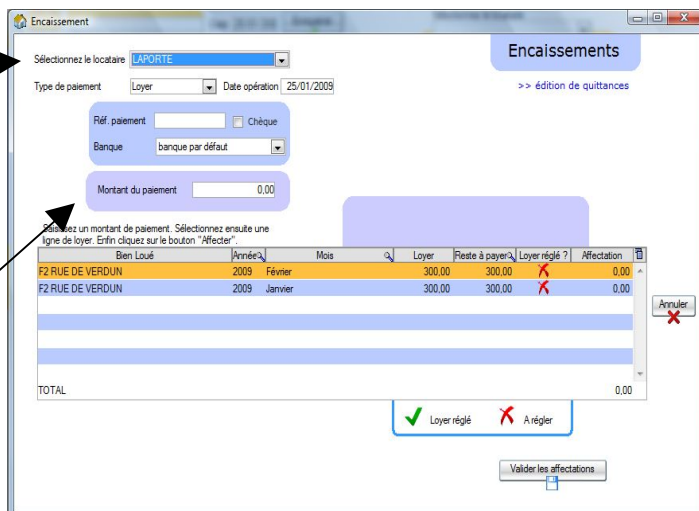 Encaissement
Encaissements
Sélectionnez le locataire LAPORTE
Type de paiement Loyer Date opération 25/01/2009
>> édition de quittances
Réf. paiement Chèque
Banque banque par défaut
Montant du paiement 0,00
Saisissez un montant de paiement. Sélectionnez ensuite une
ligne de loyer. Enfin cliquez sur le bouton "Affecter".
Bien Loué Année Mois Loyer Reste à payer Loyer réglé ? Affectation
F2 RUE DE VERDUN 2009 Février 300,00 300,00 0,00
F2 RUE DE VERDUN 2009 Janvier 300,00 300,00 0,00
Annuler
TOTAL 0,00
Loyer réglé A régler
Valider les affectations